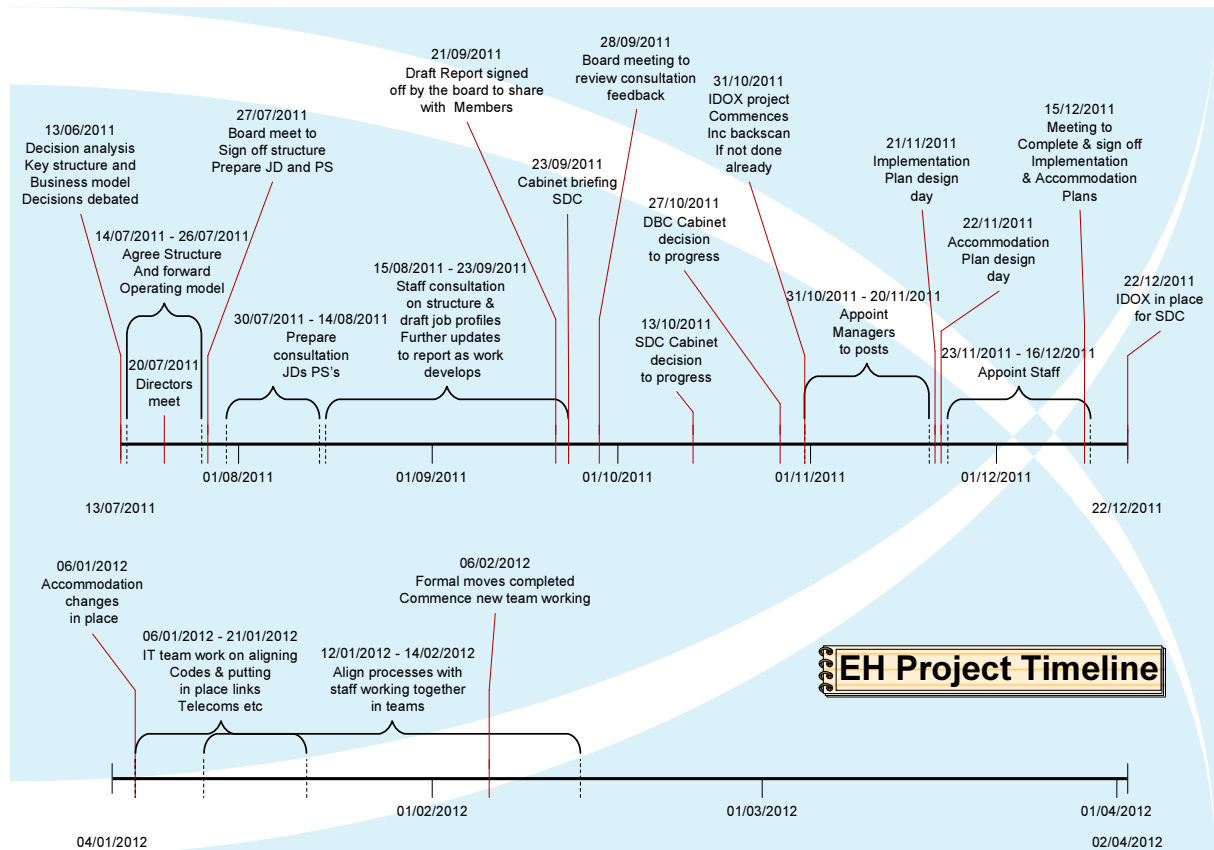 28/09/2011
Board meeting to
review consultation
feedback
21/09/2011
Draft Report signed
off by the board to share
with  Members
31/10/2011
IDOX project
Commences
Inc backscan
If not done
already
15/12/2011
Meeting to
Complete & sign off
Implementation
& Accommodation
Plans
27/07/2011
Board meet to
Sign off structure
Prepare JD and PS
13/06/2011
Decision analysis
Key structure and
Business model
Decisions debated
21/11/2011
Implementation
Plan design
day
23/09/2011
Cabinet briefing
SDC
27/10/2011
DBC Cabinet
decision
to progress
22/11/2011
Accommodation
Plan design
day
14/07/2011 - 26/07/2011
Agree Structure
And forward
Operating model
15/08/2011 - 23/09/2011
Staff consultation
on structure &
draft job profiles
Further updates
to report as work
develops
22/12/2011
IDOX in place
for SDC
31/10/2011 - 20/11/2011
Appoint
Managers
to posts
30/07/2011 - 14/08/2011
Prepare
consultation
JDs PS's
13/10/2011
SDC Cabinet
decision
to progress
20/07/2011
Directors
meet
23/11/2011 - 16/12/2011
Appoint Staff
01/08/2011
01/09/2011
01/10/2011
01/11/2011
01/12/2011
13/07/2011
22/12/2011
06/01/2012
Accommodation
changes
in place
06/02/2012
Formal moves completed
Commence new team working
06/01/2012 - 21/01/2012
IT team work on aligning
Codes & putting
in place links
Telecoms etc
12/01/2012 - 14/02/2012
Align processes with
staff working together
in teams
EH Project Timeline
01/02/2012
01/03/2012
01/04/2012
04/01/2012
02/04/2012